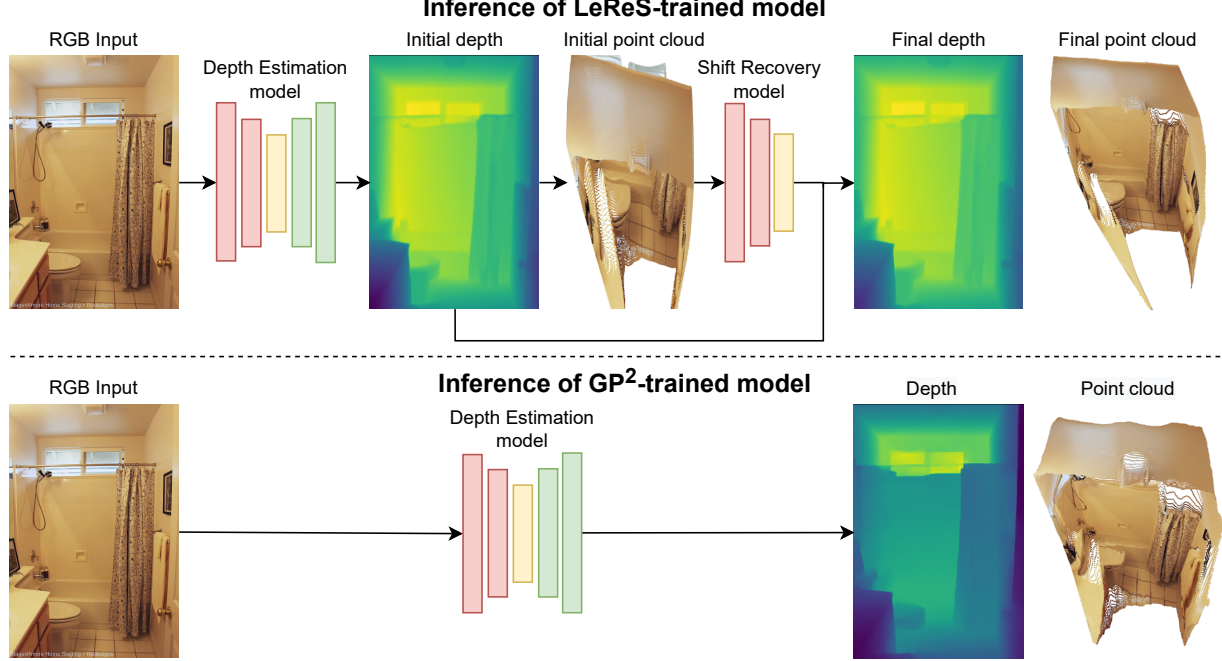 Inference of LeReS-trained model
RGB Input
Initial depth
Initial point cloud
Final depth
Final point cloud
Depth Estimation
model
Shift Recovery
model
Inference of GP²-trained model
RGB Input
Depth
Point cloud
Depth Estimation
model